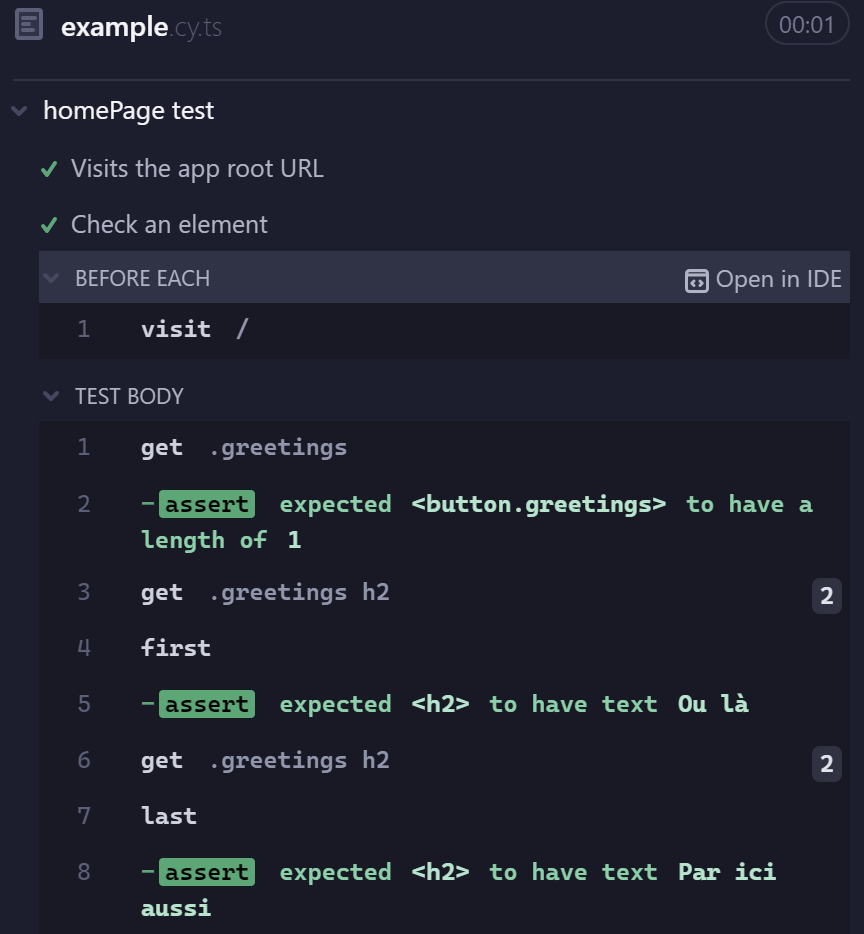 example.cy.ts 00:01
homePage test
Visits the app root URL
Check an element
BEFORE EACH Open in IDE
1 visit /
TEST BODY
1 get .greetings
2 -assert expected <button.greetings> to have a
length of 1
3 get .greetings h2 2
4 first
5 -assert expected <h2> to have text Ou là
6 get .greetings h2 2
7 last
8 -assert expected <h2> to have text Par ici
aussi